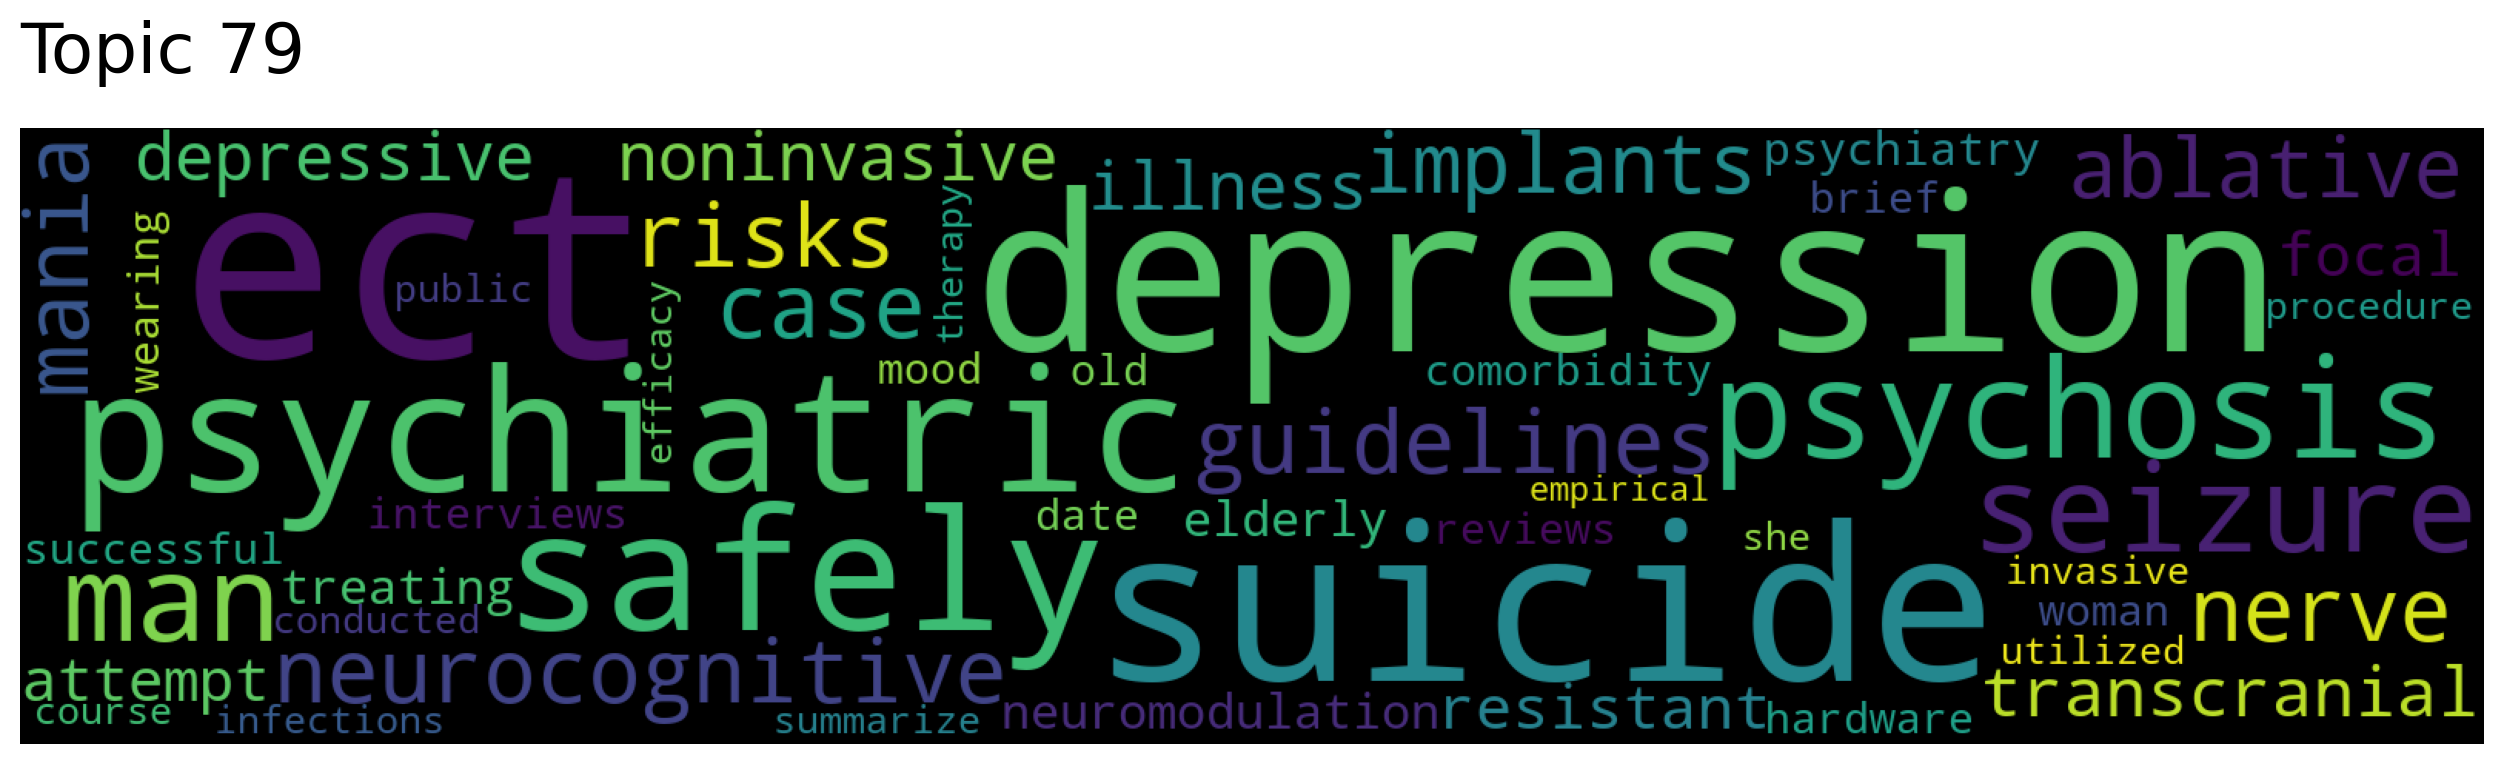 Topic 79
mania
depressive
noninvasive
illness
implants
psychiatry
brief
ablative
wearing
ect
public
risks
therapy
depression
focal
procedure
efficacy
case
mood
old
comorbidity
psychiatric
guidelines
psychosis
empirical
interviews
date
elderly
reviews
she
seizure
successful
safely
suicide
invasive
man
treating
conducted
woman
nerve
utilized
attempt
neurocognitive
transcranial
course
infections
summarize
neuromodulation
resistant
hardware